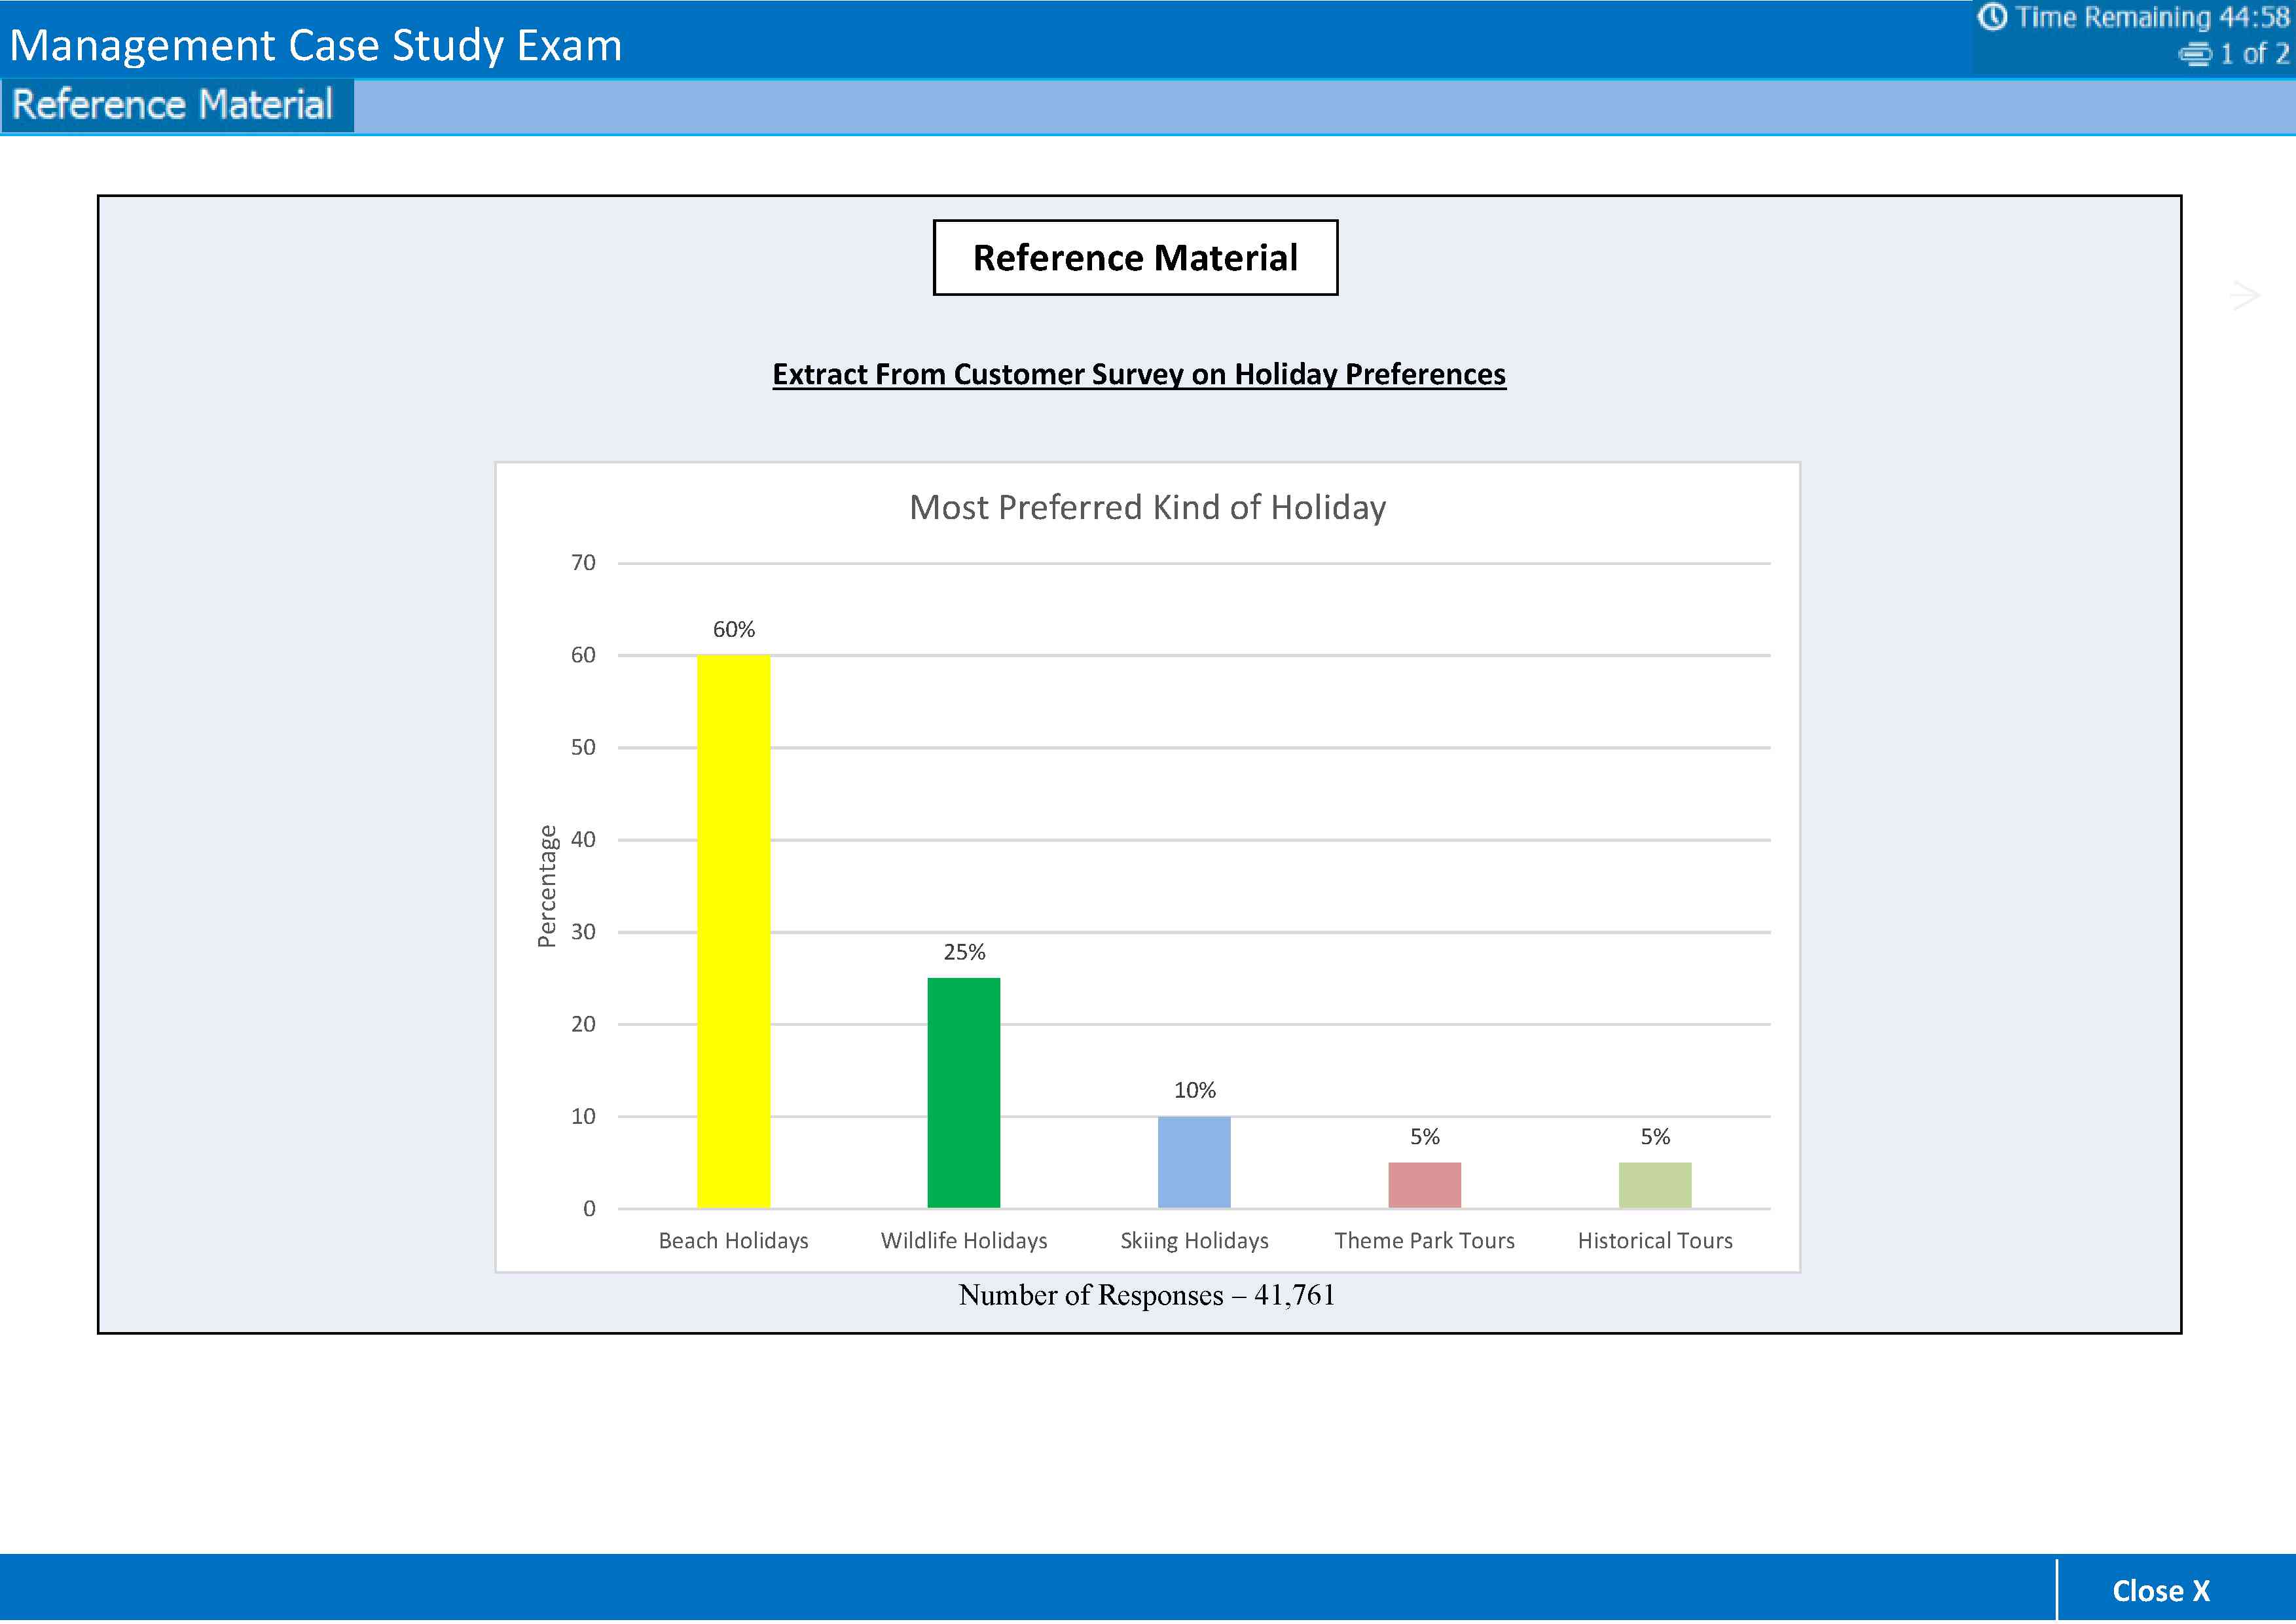 Management Case Study Exam
Time Remaining 44:58
1 of 2
Reference Material
Reference Material
Extract From Customer Survey on Holiday Preferences
Most Preferred Kind of Holiday
Percentage
70
60
50
40
30
20
10
0
60%
25%
10%
5%
5%
Beach Holidays
Wildlife Holidays
Skiing Holidays
Theme Park Tours
Historical Tours
Number of Responses – 41,761
Close X